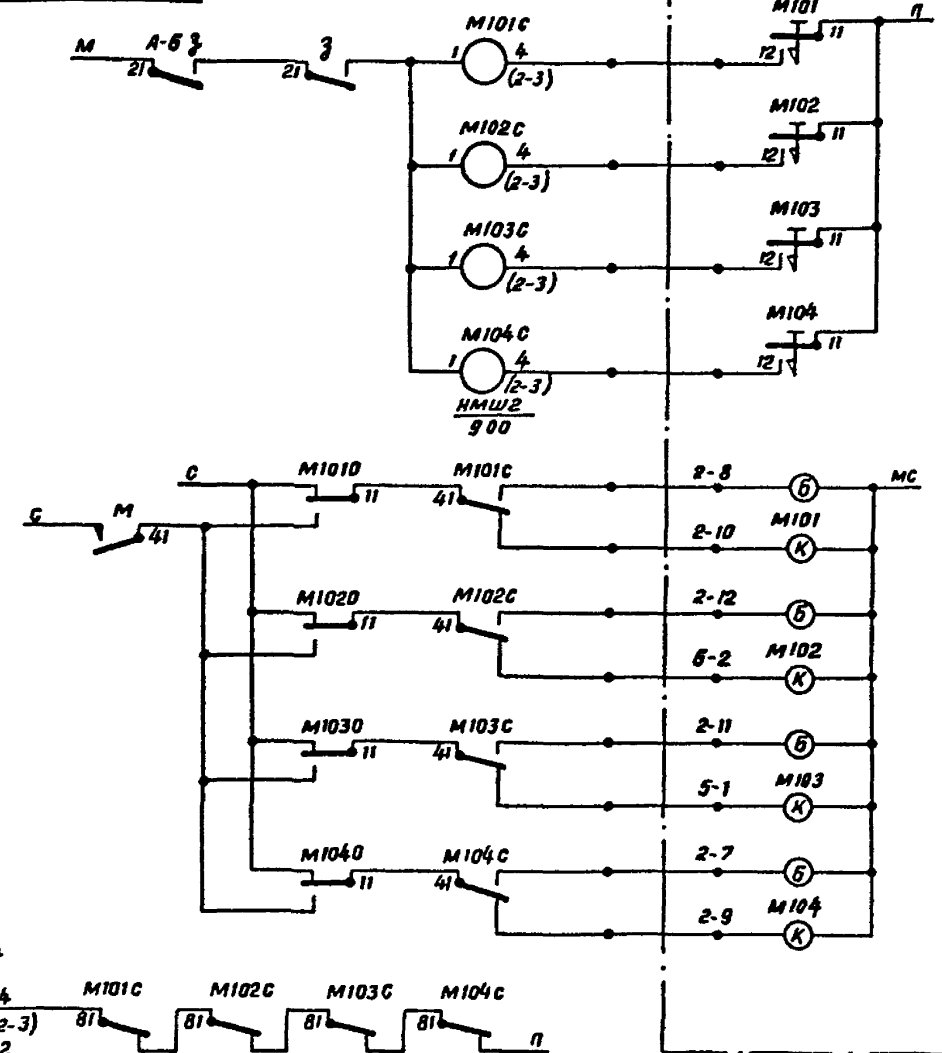 М А-Б З З М101С М101 П
21 21 1 4 12 11
(2-3)
М102С М102
1 4 12 11
(2-3)
М103С М103
1 4 12 11
(2-3)
М104С М104
1 4 12 11
(2-3)
НМШ2
900
С М101О М101С 2-8 Б МС
11 41
С М 41 2-10 М101 К
М102О М102С 2-12 Б
11 41
6-2 М102 К
М103О М103С 2-11 Б
11 41
5-1 М103 К
М104О М104С 2-7 Б
11 41
2-9 М104 К
4 М101С М102С М103С М104С
2-3) 81 81 81 81
2 П